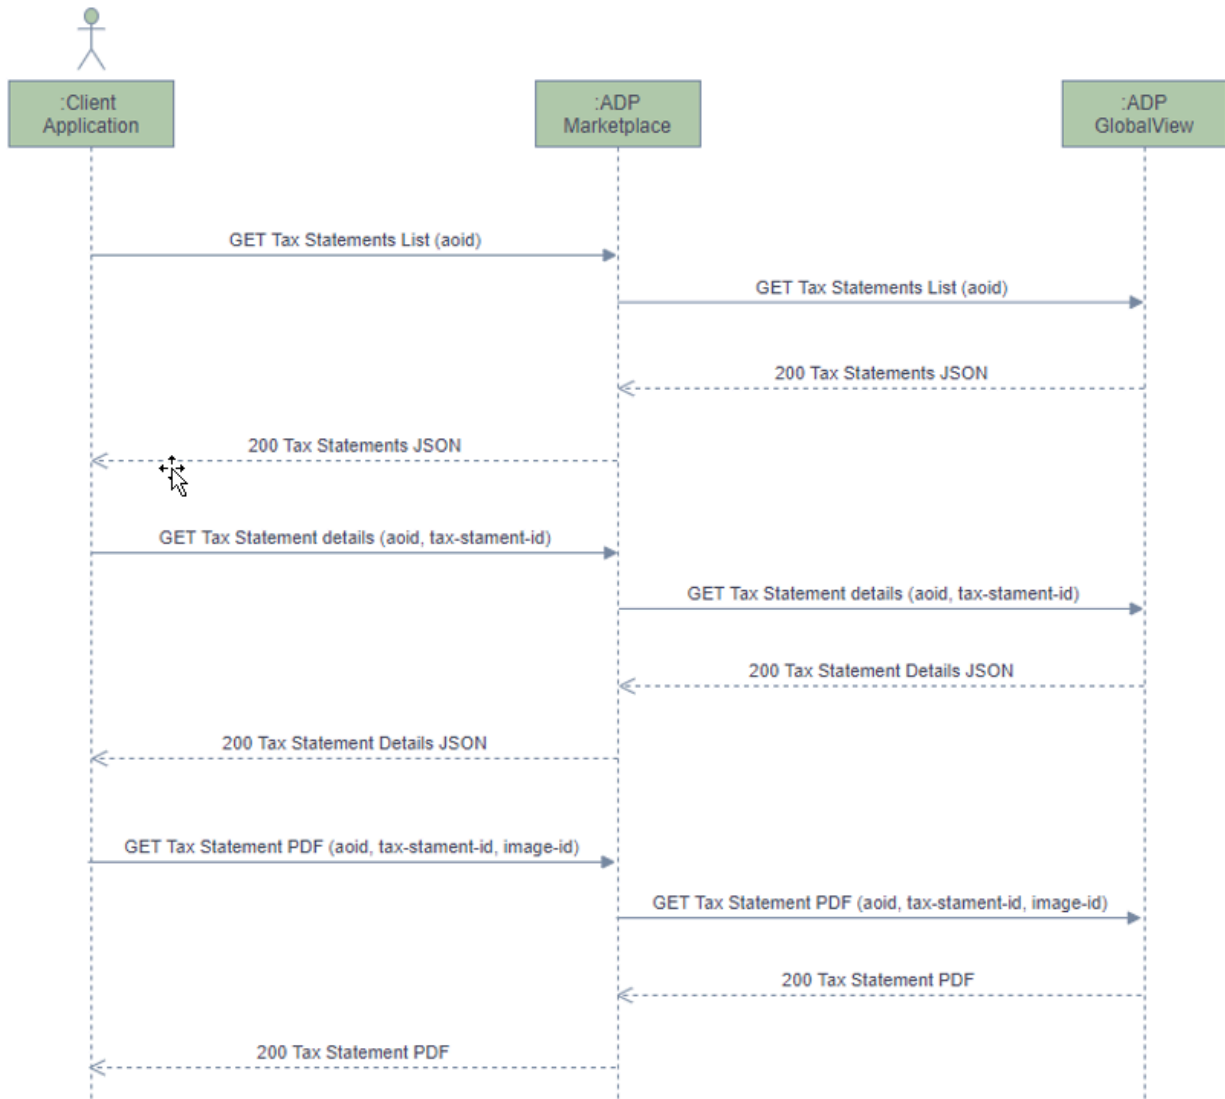 :Client
Application
:ADP
Marketplace
:ADP
GlobalView
GET Tax Statements List (aoid)
GET Tax Statements List (aoid)
200 Tax Statements JSON
200 Tax Statements JSON
GET Tax Statement details (aoid, tax-stament-id)
GET Tax Statement details (aoid, tax-stament-id)
200 Tax Statement Details JSON
200 Tax Statement Details JSON
GET Tax Statement PDF (aoid, tax-stament-id, image-id)
GET Tax Statement PDF (aoid, tax-stament-id, image-id)
200 Tax Statement PDF
200 Tax Statement PDF